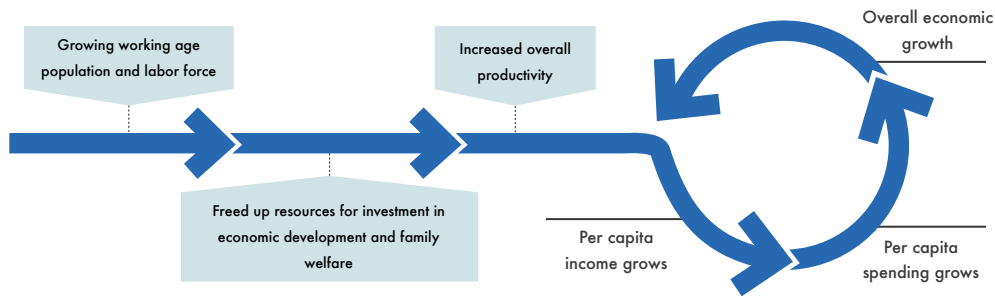 Growing working age
population and labor force
Freed up resources for investment in
economic development and family
welfare
Increased overall
productivity
Per capita
income grows
Per capita
spending grows
Overall economic
growth